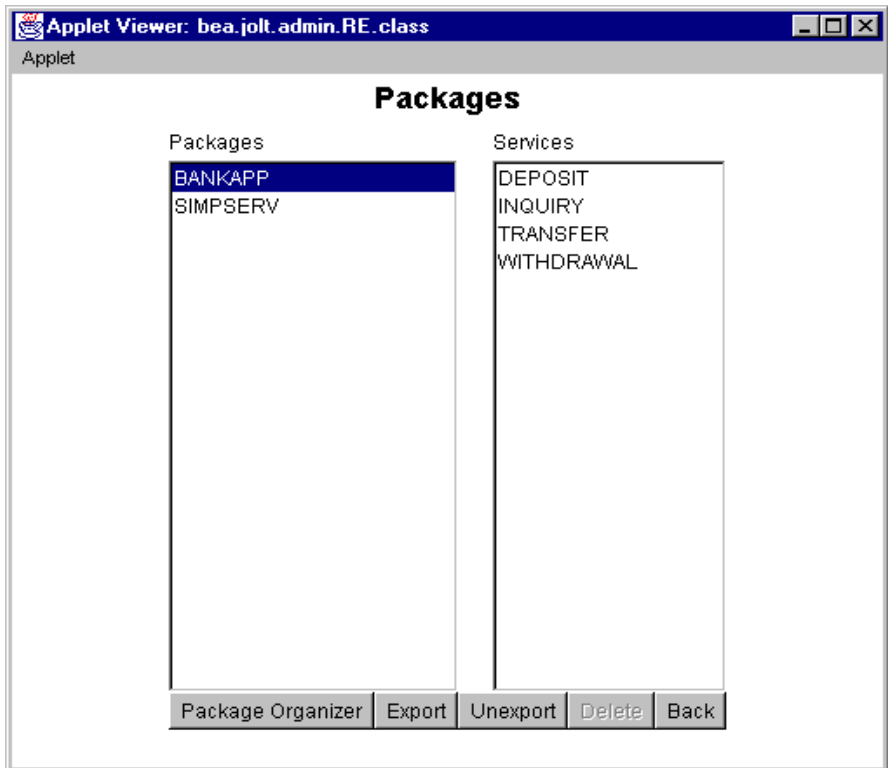 Applet Viewer: bea.jolt.admin.RE.class
Applet
Packages
Packages
Services
BANKAPP
SIMPSERV
DEPOSIT
INQUIRY
TRANSFER
WITHDRAWAL
Package Organizer Export Unexport Delete Back